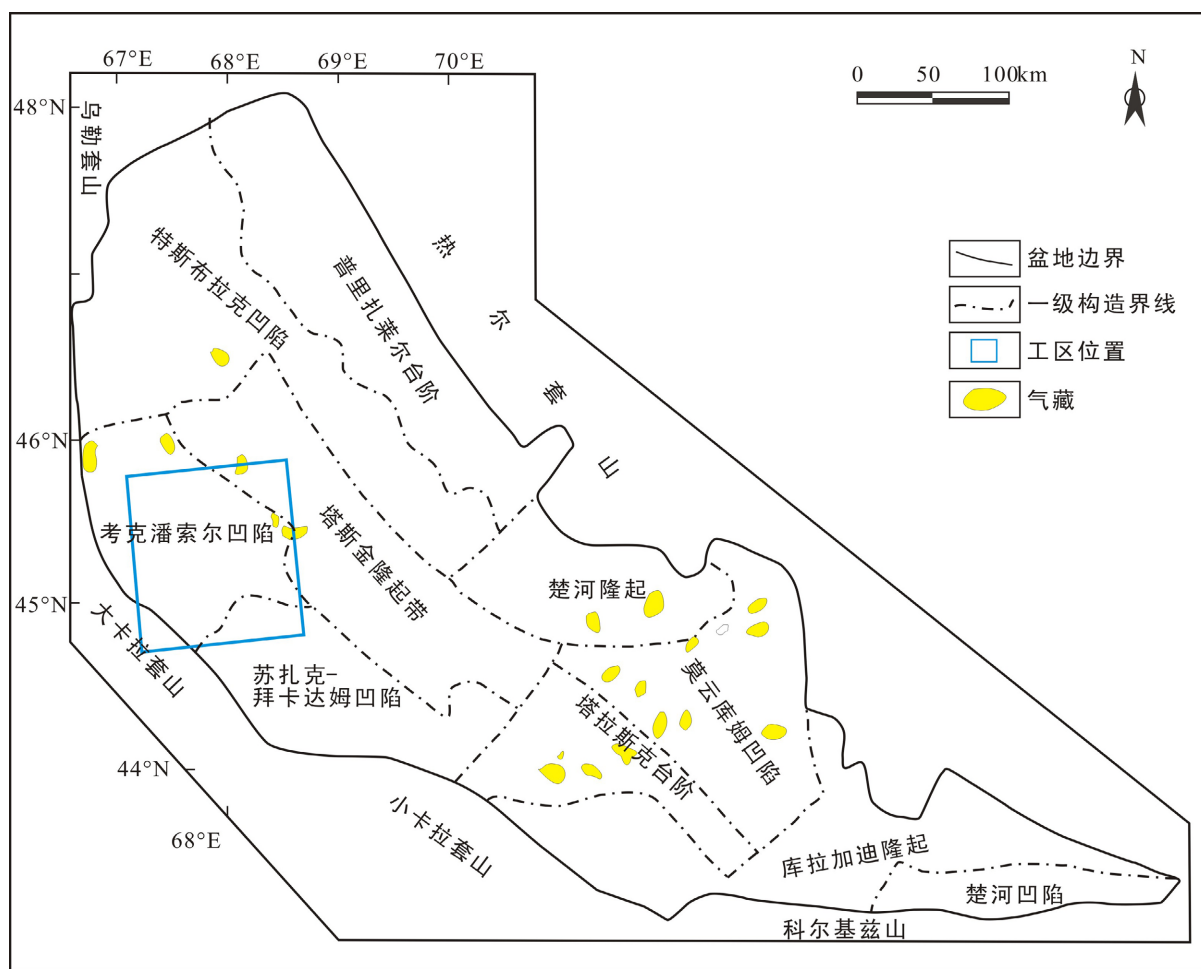 67°E
68°E
69°E
70°E
0
50
100km
N
48°N
乌勒套山
热尔套山
特斯布拉克凹陷
普里扎莱尔台阶
盆地边界
一级构造界线
工区位置
气藏
46°N
考克潘索尔凹陷
塔斯金隆起带
楚河隆起
45°N
大卡拉套山
苏扎克–
拜卡达姆凹陷
莫云库姆凹陷
塔拉斯克台阶
44°N
68°E
小卡拉套山
库拉加迪隆起
楚河凹陷
科尔基兹山